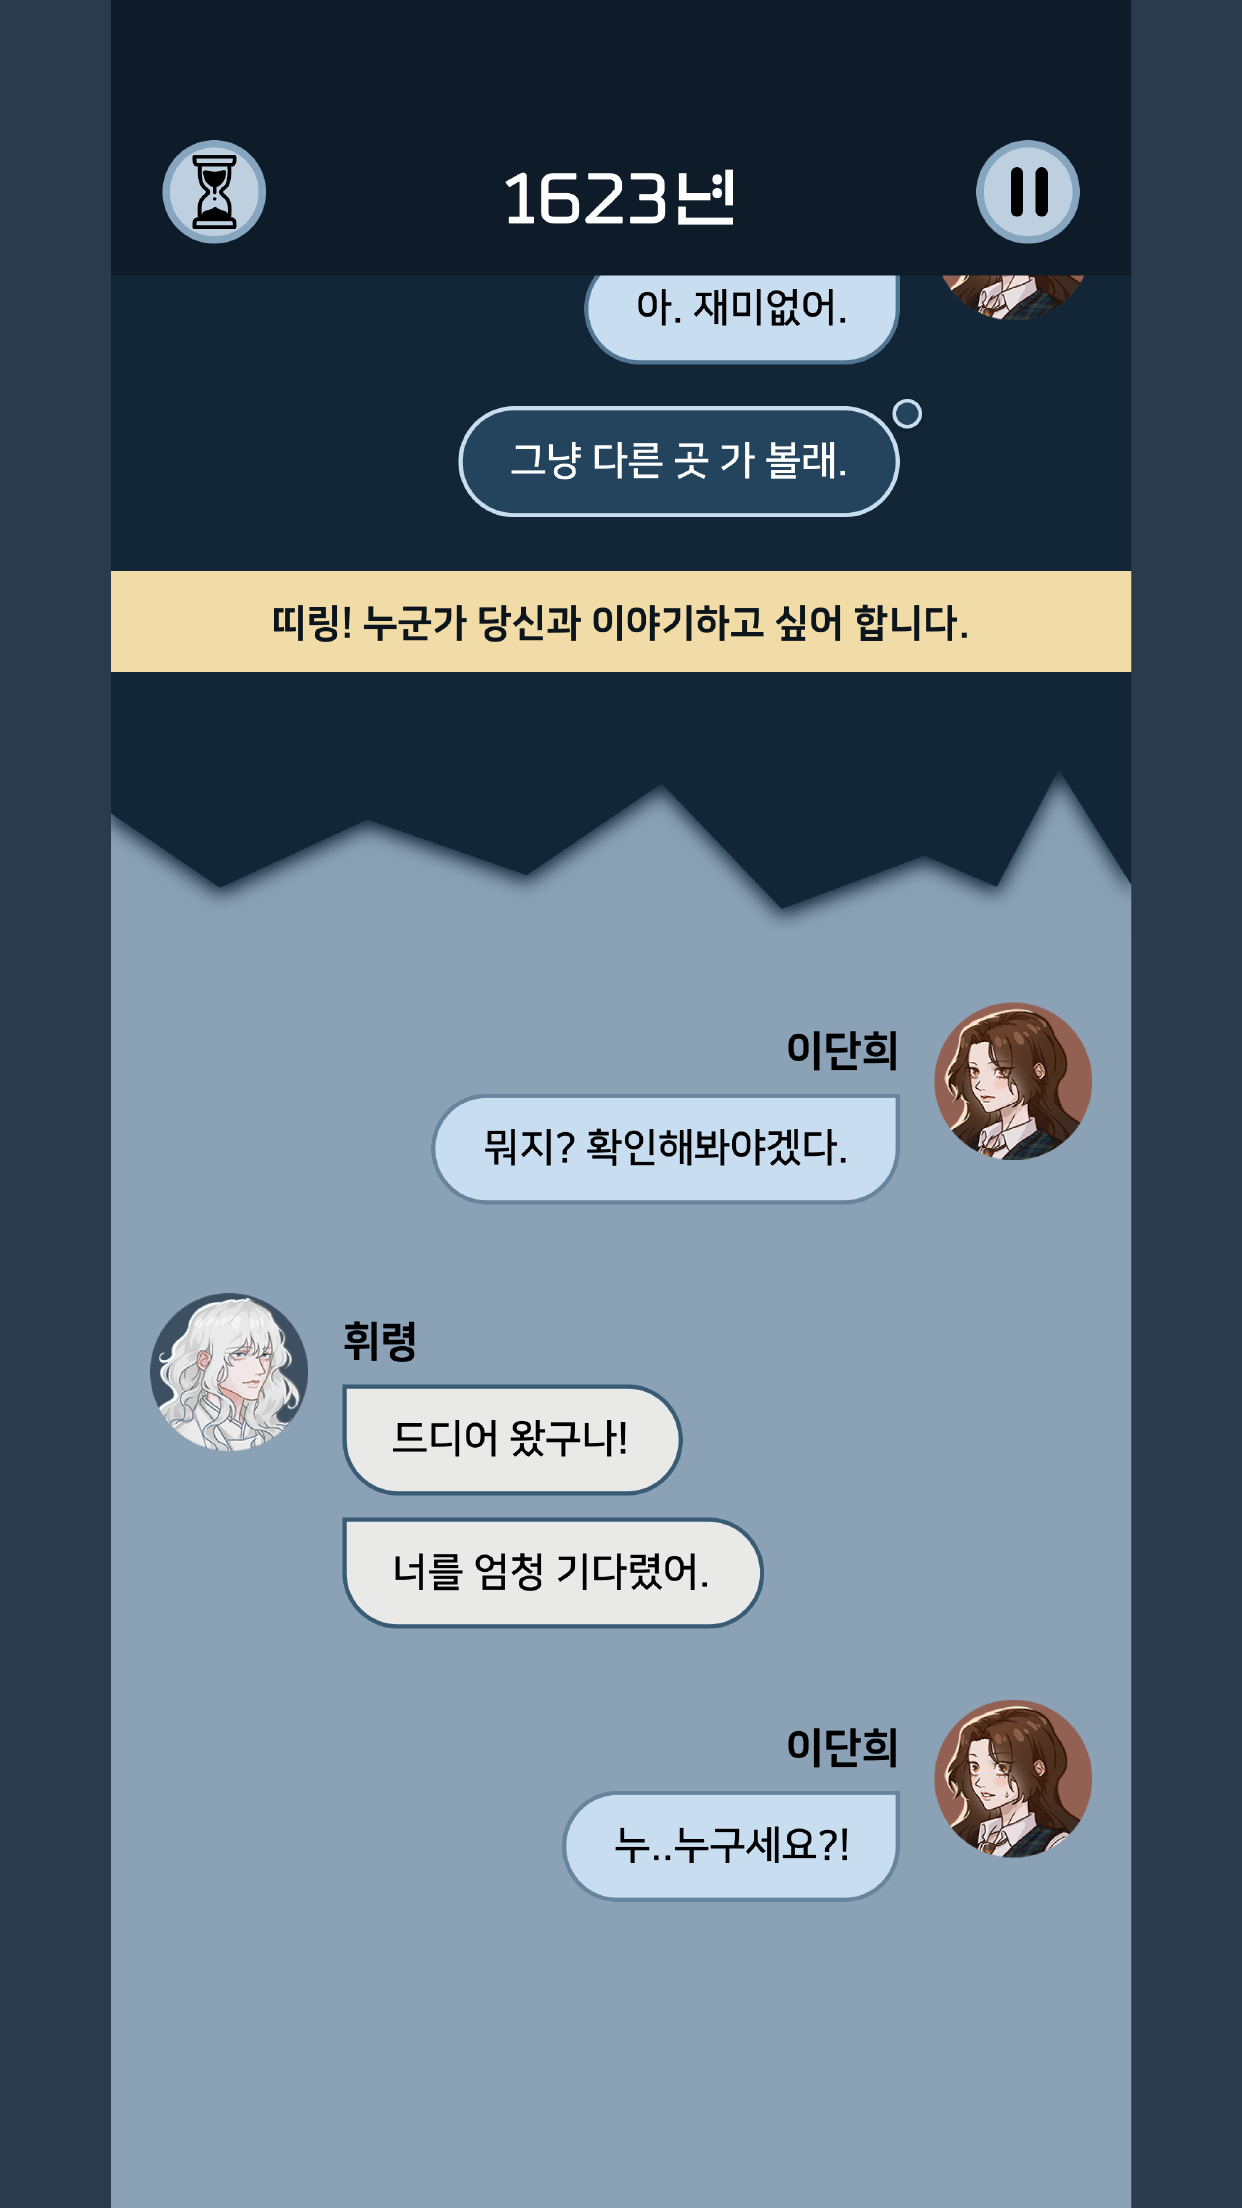 1623년
아. 재미없어.
그냥 다른 곳 가 볼래.
띠링! 누군가 당신과 이야기하고 싶어 합니다.
이단희
뭐지? 확인해봐야겠다.
휘령
드디어 왔구나!
너를 엄청 기다렸어.
이단희
누..누구세요?!